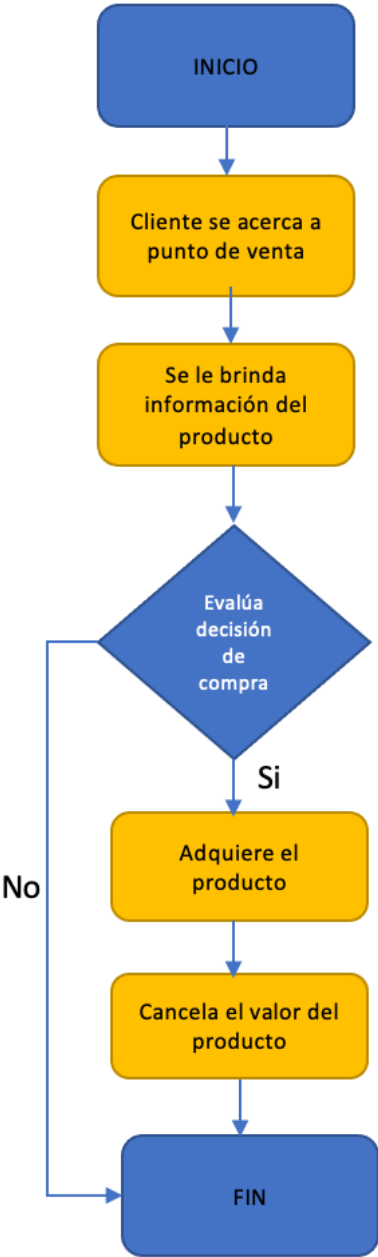 INICIO
Cliente se acerca a
punto de venta
Se le brinda
información del
producto
Evalúa
decisión
de
compra
Si
Adquiere el
producto
No
Cancela el valor del
producto
FIN